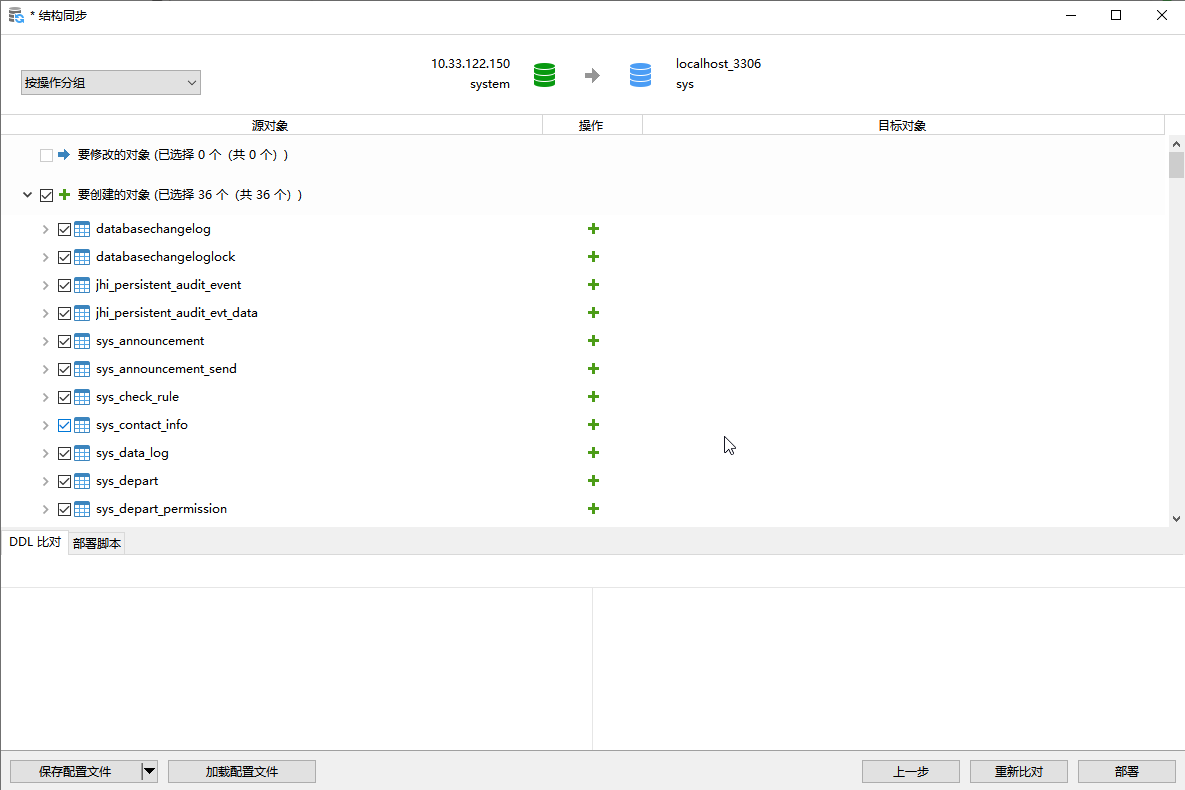 * 结构同步
按操作分组
10.33.122.150
system
localhost_3306
sys
源对象
操作
目标对象
要修改的对象 (已选择 0 个（共 0 个）)
要创建的对象 (已选择 36 个（共 36 个）)
databasechangelog
databasechangeloglock
jhi_persistent_audit_event
jhi_persistent_audit_evt_data
sys_announcement
sys_announcement_send
sys_check_rule
sys_contact_info
sys_data_log
sys_depart
sys_depart_permission
DDL 比对
部署脚本
保存配置文件
加载配置文件
上一步
重新比对
部署